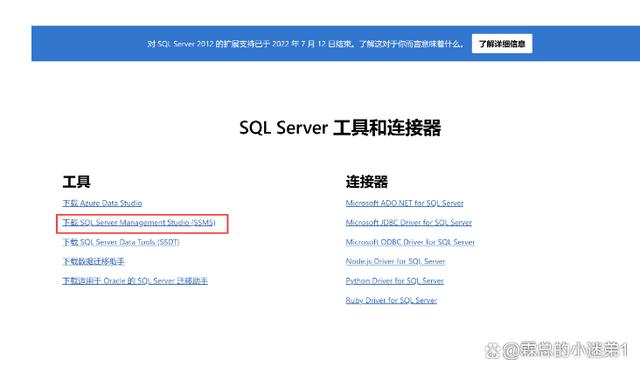 对 SQL Server 2012 的扩展支持已于 2022 年 7 月 12 日结束。了解这对于你而言意味着什么。 了解详细信息
SQL Server 工具和连接器
工具
下载 Azure Data Studio
下载 SQL Server Management Studio (SSMS)
下载 SQL Server Data Tools (SSDT)
下载数据迁移助手
下载适用于 Oracle 的 SQL Server 迁移助手
连接器
Microsoft ADO.NET for SQL Server
Microsoft JDBC Driver for SQL Server
Microsoft ODBC Driver for SQL Server
Node.js Driver for SQL Server
Python Driver for SQL Server
Ruby Driver for SQL Server
@霖总的小迷弟1